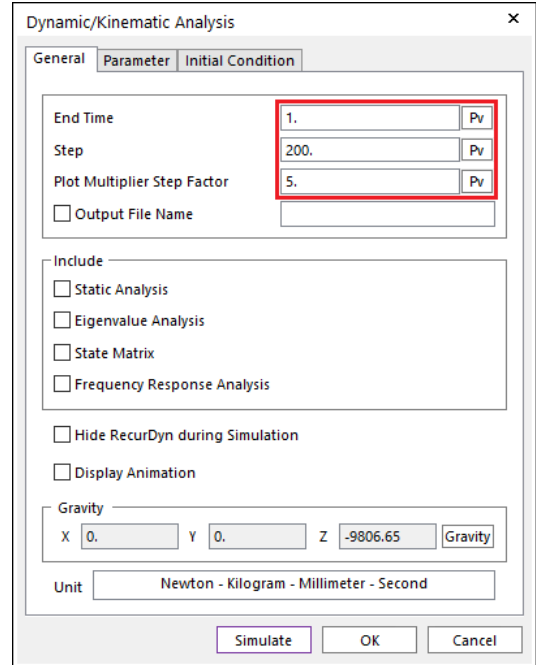 Dynamic/Kinematic Analysis ×
General Parameter Initial Condition
End Time 1. Pv
Step 200. Pv
Plot Multiplier Step Factor 5. Pv
Output File Name
Include
Static Analysis
Eigenvalue Analysis
State Matrix
Frequency Response Analysis
Hide RecurDyn during Simulation
Display Animation
Gravity
X 0. Y 0. Z -9806.65 Gravity
Unit Newton - Kilogram - Millimeter - Second
Simulate OK Cancel